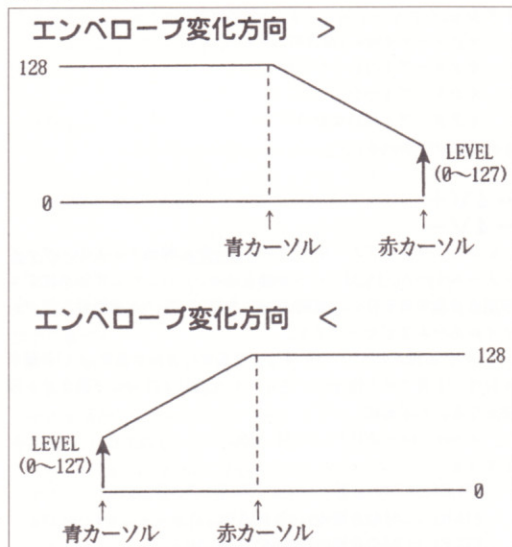 エンベロープ変化方向 >
128
LEVEL
(0〜127)
0
↑ ↑
青カーソル 赤カーソル
エンベロープ変化方向 <
128
LEVEL
(0〜127)
0
↑ ↑
青カーソル 赤カーソル